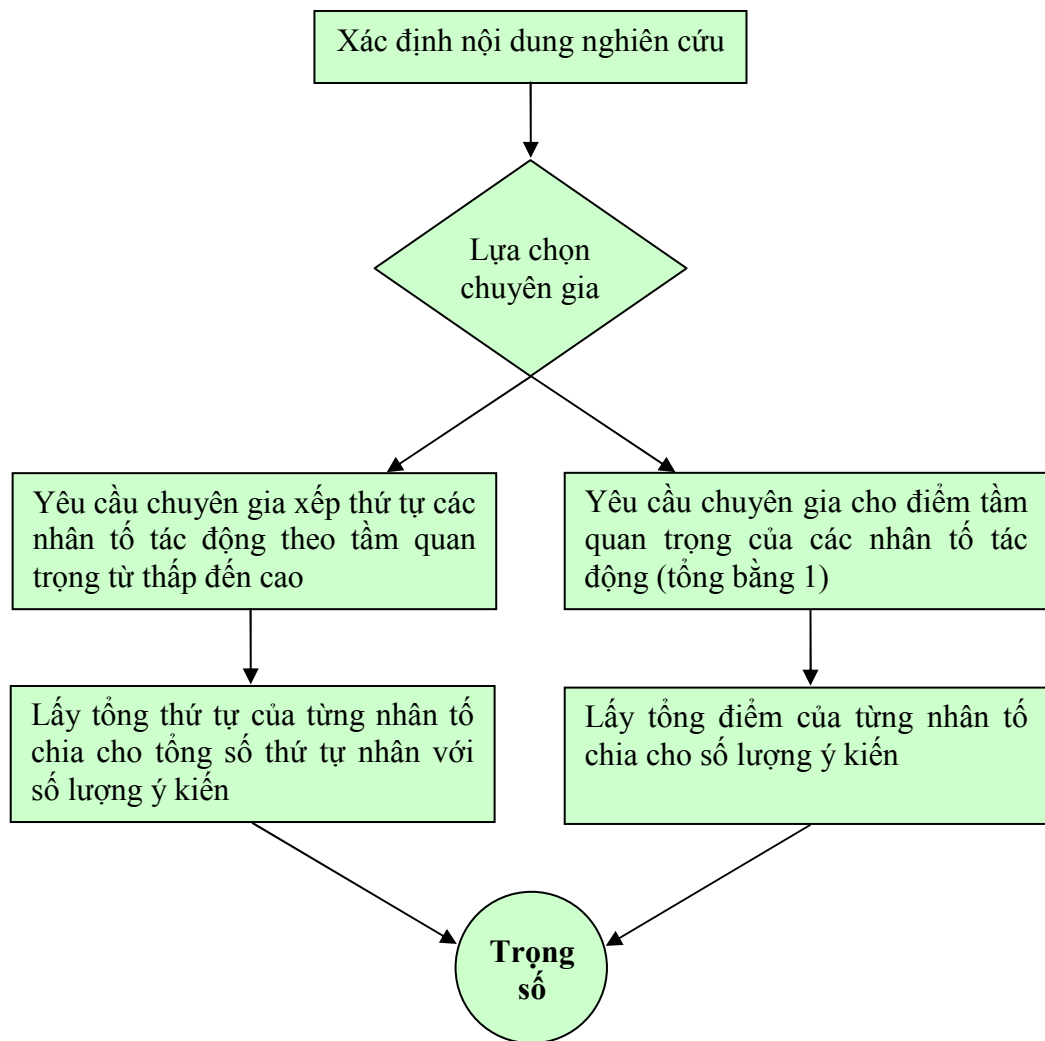 Xác định nội dung nghiên cứu
Lựa chọn
chuyên gia
Yêu cầu chuyên gia xếp thứ tự các
nhân tố tác động theo tầm quan
trọng từ thấp đến cao
Yêu cầu chuyên gia cho điểm tầm
quan trọng của các nhân tố tác
động (tổng bằng 1)
Lấy tổng thứ tự của từng nhân tố
chia cho tổng số thứ tự nhân với
số lượng ý kiến
Lấy tổng điểm của từng nhân tố
chia cho số lượng ý kiến
Trọng
số